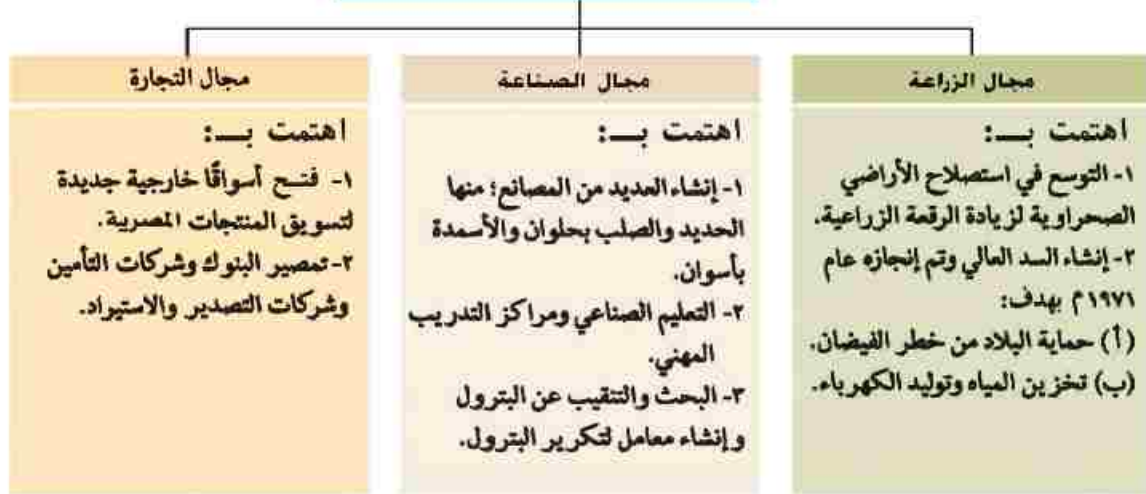 مجال الزراعة
اهتمت بـــ:
١- التوسع في استصلاح الأراضي
الصحراوية لزيادة الرقعة الزراعية.
٢- إنشاء السد العالي وتم إنجازه عام
١٩٧١م بهدف:
(أ) حماية البلاد من خطر الفيضان.
(ب) تخزين المياه وتوليد الكهرباء.
مجال الصناعة
اهتمت بـــ:
١- إنشاء العديد من المصانع؛ منها
الحديد والصلب بحلوان والأسمدة
بأسوان.
٢- التعليم الصناعي ومراكز التدريب
المهني.
٣- البحث والتنقيب عن البترول
وإنشاء معامل لتكرير البترول.
مجال التجارة
اهتمت بـــ:
١- فتح أسواقًا خارجية جديدة
لتسويق المنتجات المصرية.
٢- تمصير البنوك وشركات التأمين
وشركات التصدير والاستيراد.